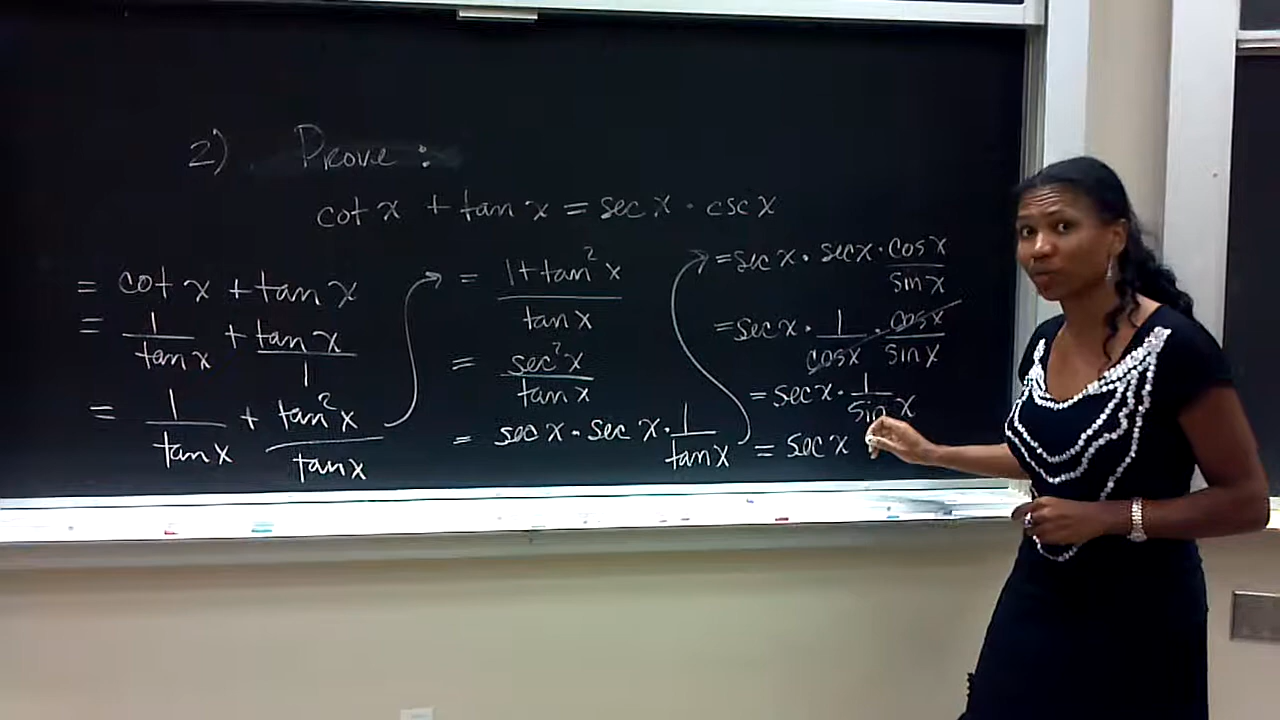 2) Prove :
cot x + tan x = sec x · csc x
= cot x + tan x
= 1/tan x + tan x/1
= 1/tan x + tan²x/tan x
= 1 + tan²x/tan x
= sec²x/tan x
= sec x · sec x · 1/tan x
= sec x · sec x · cos x/sin x
= sec x · 1/cos x · cos x/sin x
= sec x · 1/sin x
= sec x